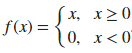 f(x) = { x, x ≥ 0
0, x < 0